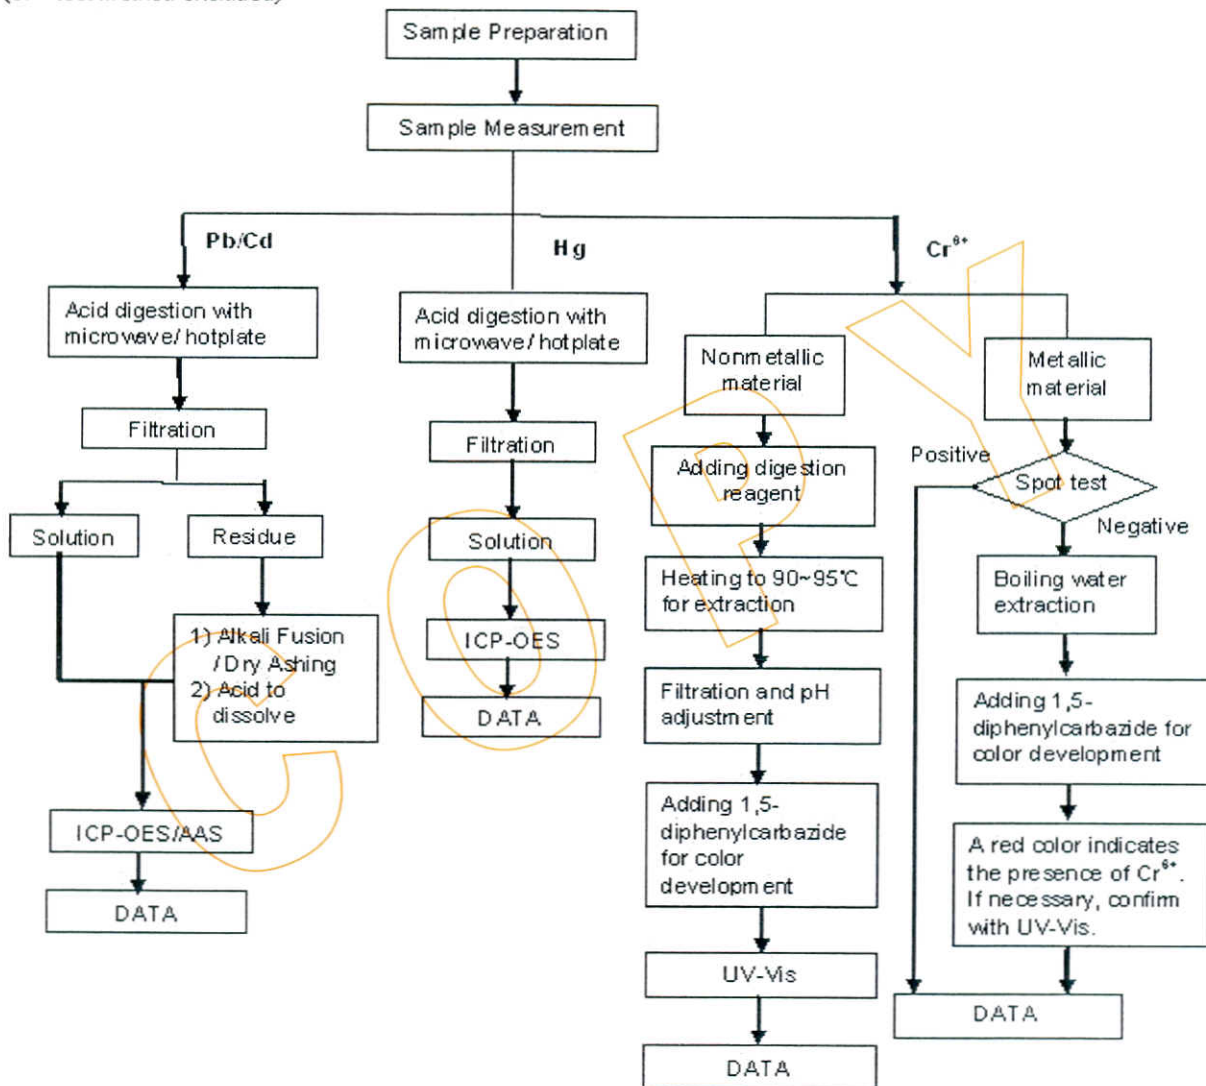 Sample Preparation
Sample Measurement
Pb/Cd
Hg
Cr⁶⁺
Acid digestion with
microwave/ hotplate
Filtration
Solution
Residue
1) Alkali Fusion
/ Dry Ashing
2) Acid to
dissolve
ICP-OES/AAS
DATA
Acid digestion with
microwave/ hotplate
Filtration
Solution
ICP-OES
DATA
Nonmetallic
material
Adding digestion
reagent
Heating to 90~95℃
for extraction
Filtration and pH
adjustment
Adding 1,5-
diphenylcarbazide
for color
development
UV-Vis
DATA
Metallic
material
Positive
Spot test
Negative
Boiling water
extraction
Adding 1,5-
diphenylcarbazide for
color development
A red color indicates
the presence of Cr⁶⁺.
If necessary, confirm
with UV-Vis.
DATA
COPY